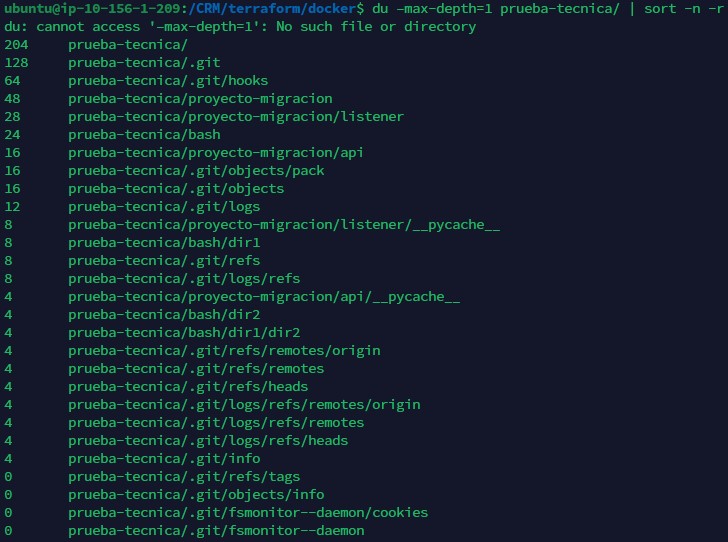 ubuntu@ip-10-156-1-209:/CRM/terraform/docker$ du –max-depth=1 prueba-tecnica/ | sort -n -r
du: cannot access '–max-depth=1': No such file or directory
204     prueba-tecnica/
128     prueba-tecnica/.git
64      prueba-tecnica/.git/hooks
48      prueba-tecnica/proyecto-migracion
28      prueba-tecnica/proyecto-migracion/listener
24      prueba-tecnica/bash
16      prueba-tecnica/proyecto-migracion/api
16      prueba-tecnica/.git/objects/pack
16      prueba-tecnica/.git/objects
12      prueba-tecnica/.git/logs
8       prueba-tecnica/proyecto-migracion/listener/__pycache__
8       prueba-tecnica/bash/dir1
8       prueba-tecnica/.git/refs
8       prueba-tecnica/.git/logs/refs
4       prueba-tecnica/proyecto-migracion/api/__pycache__
4       prueba-tecnica/bash/dir2
4       prueba-tecnica/bash/dir1/dir2
4       prueba-tecnica/.git/refs/remotes/origin
4       prueba-tecnica/.git/refs/remotes
4       prueba-tecnica/.git/refs/heads
4       prueba-tecnica/.git/logs/refs/remotes/origin
4       prueba-tecnica/.git/logs/refs/remotes
4       prueba-tecnica/.git/logs/refs/heads
4       prueba-tecnica/.git/info
0       prueba-tecnica/.git/refs/tags
0       prueba-tecnica/.git/objects/info
0       prueba-tecnica/.git/fsmonitor--daemon/cookies
0       prueba-tecnica/.git/fsmonitor--daemon